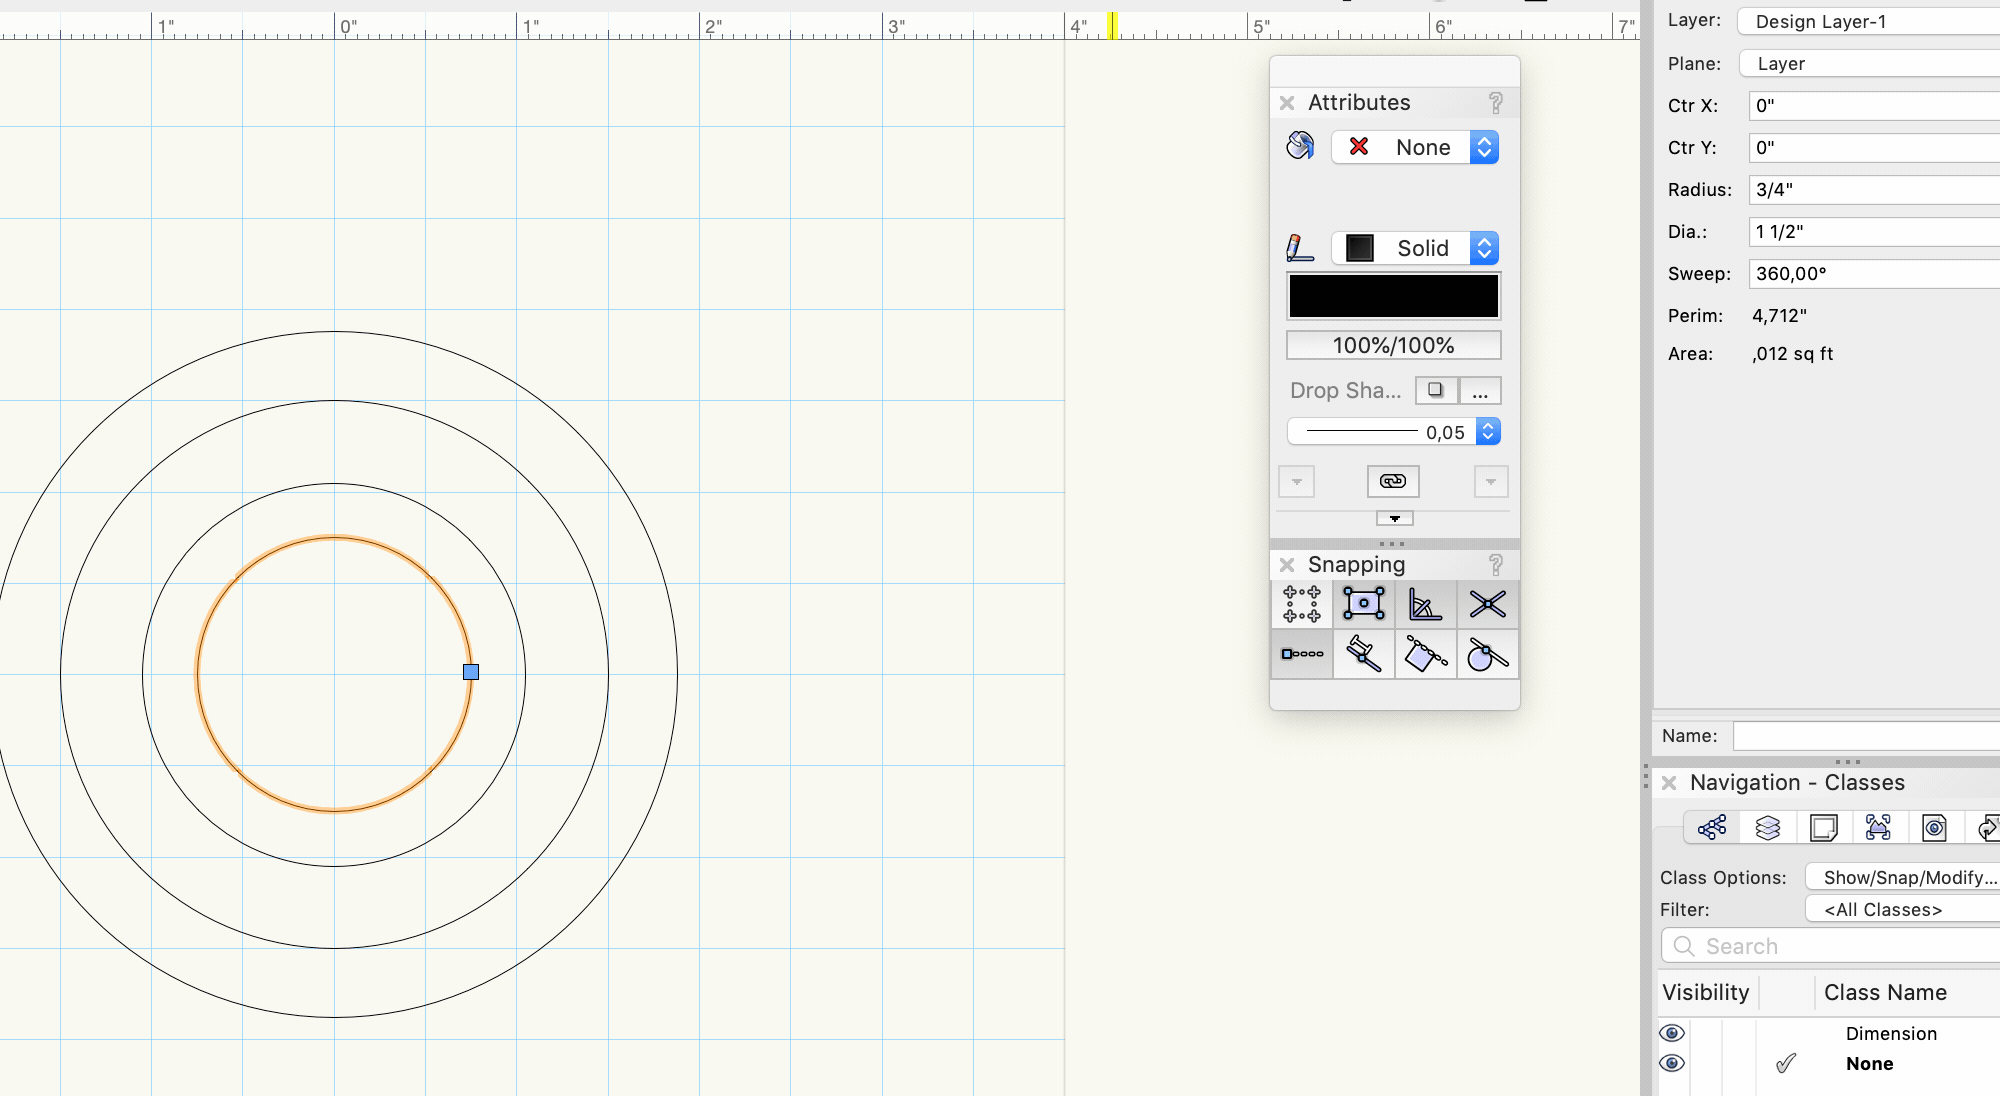 1" 0" 1" 2" 3" 4" 5" 6" 7"
Attributes ?
None
Solid
100%/100%
Drop Sha... ...
0,05
Snapping ?
Layer: Design Layer-1
Plane: Layer
Ctr X: 0"
Ctr Y: 0"
Radius: 3/4"
Dia.: 1 1/2"
Sweep: 360,00°
Perim: 4,712"
Area: ,012 sq ft
Name:
Navigation - Classes
Class Options: Show/Snap/Modify...
Filter: <All Classes>
Search
Visibility Class Name
Dimension
None